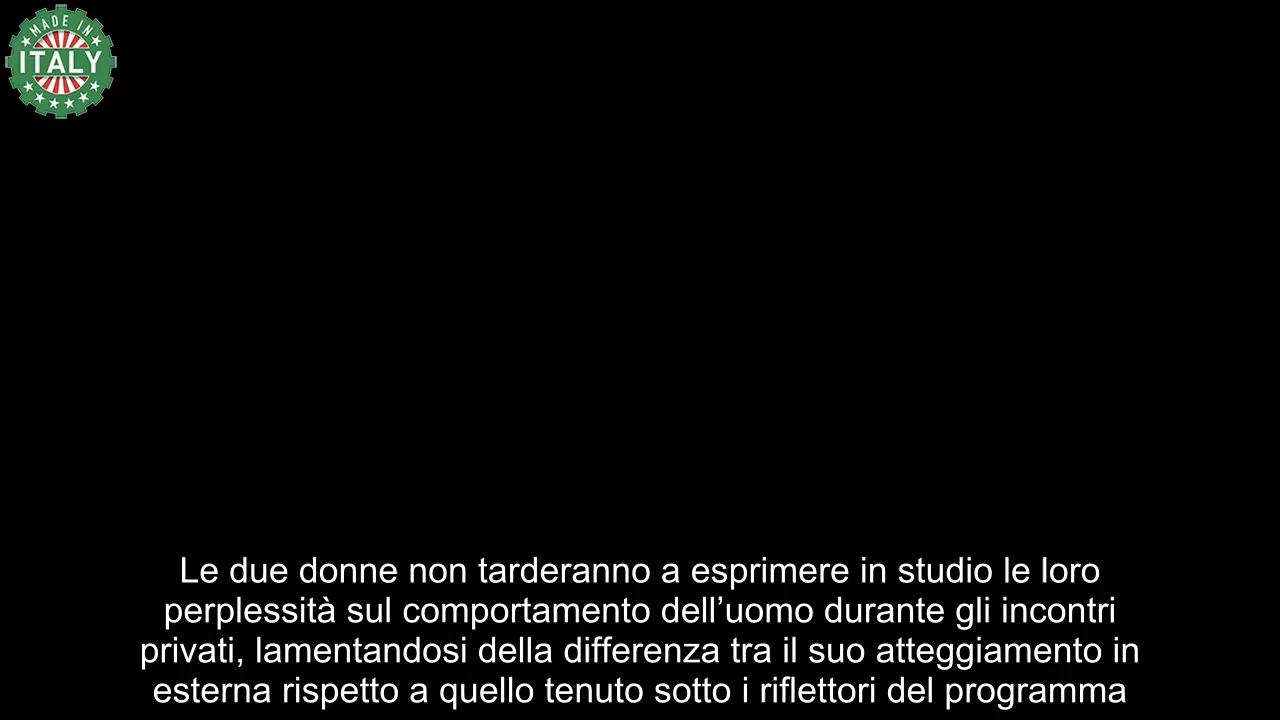 MADE IN
ITALY
Le due donne non tarderanno a esprimere in studio le loro
perplessità sul comportamento dell’uomo durante gli incontri
privati, lamentandosi della differenza tra il suo atteggiamento in
esterna rispetto a quello tenuto sotto i riflettori del programma